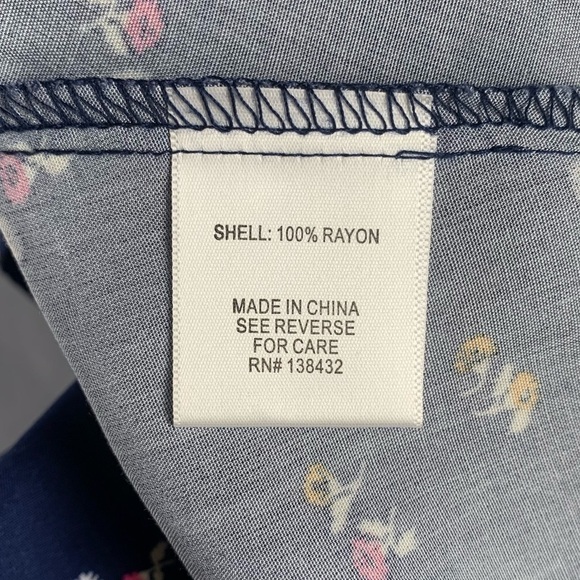 SHELL: 100% RAYON
MADE IN CHINA
SEE REVERSE
FOR CARE
RN# 138432